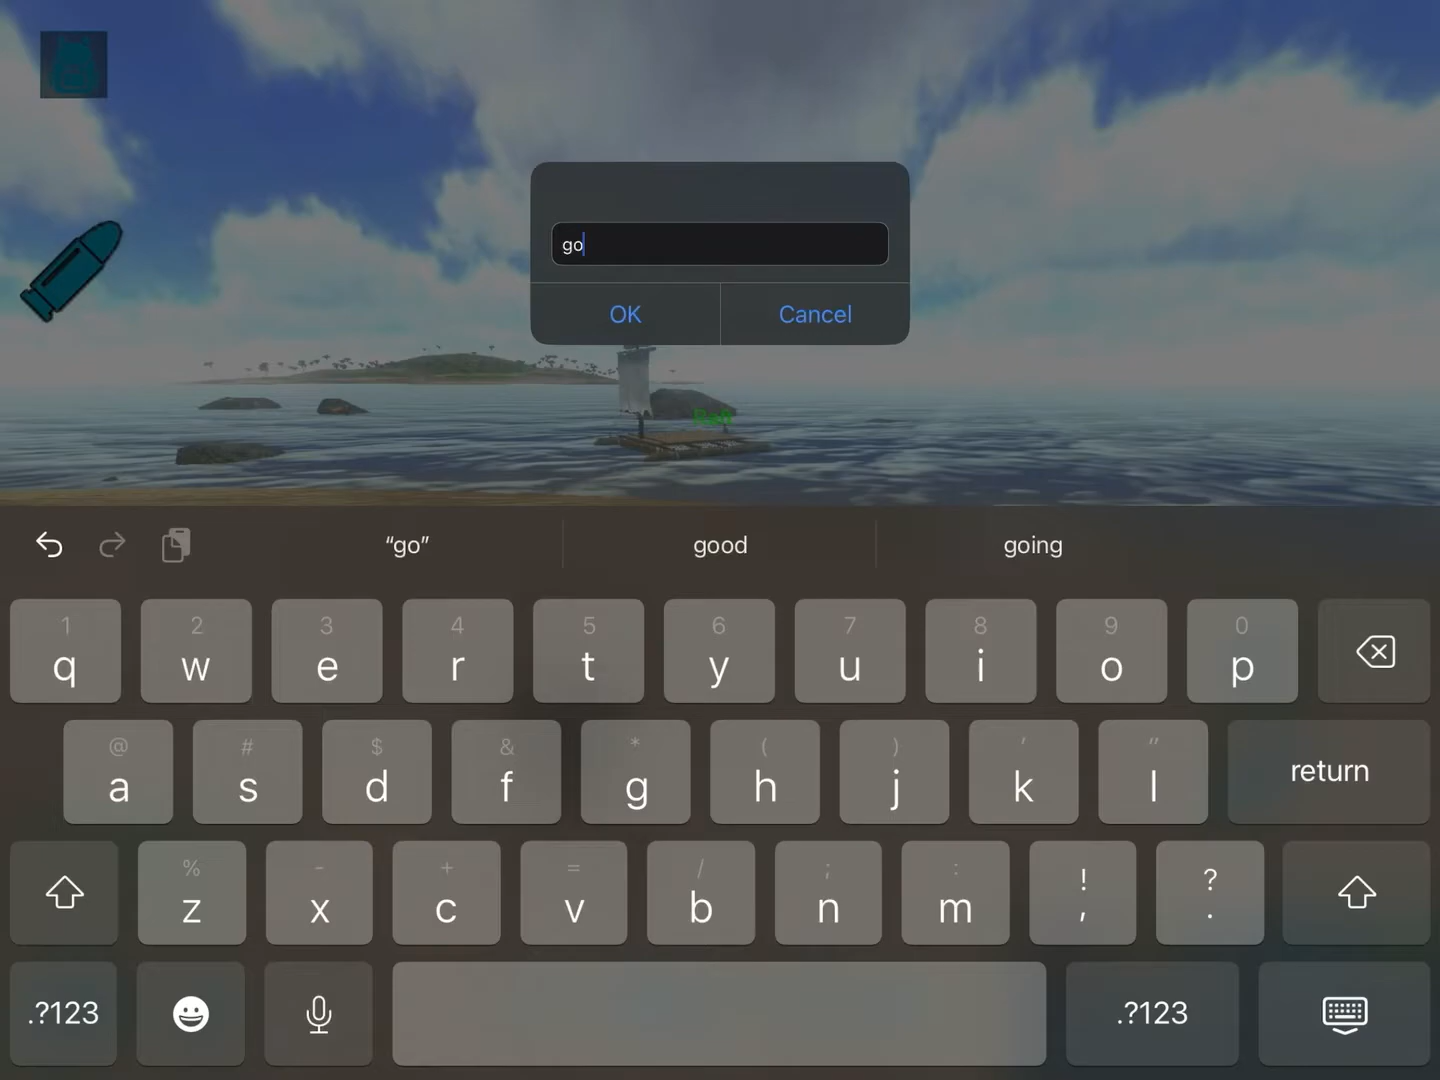 go
OK Cancel
Raft
“go” good going
1 2 3 4 5 6 7 8 9 0
q w e r t y u i o p
@ # $ & * ( ) ' "
a s d f g h j k l return
% - + = / ; : ! ?
z x c v b n m , .
.?123 .?123